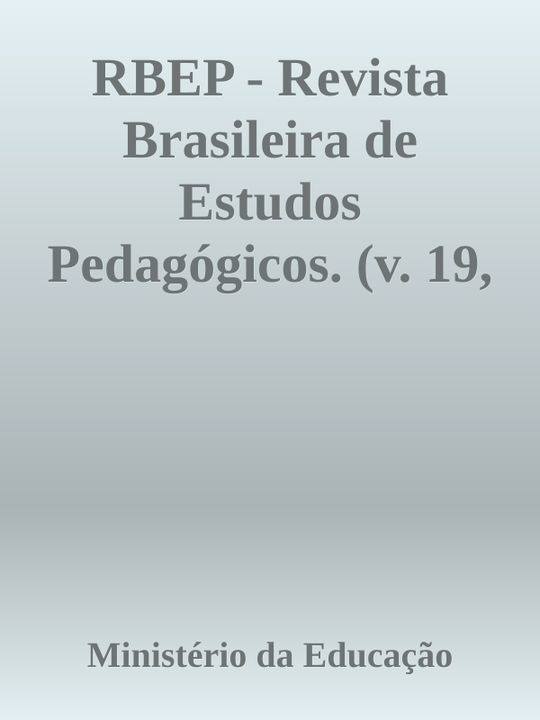 RBEP - Revista
Brasileira de
Estudos
Pedagógicos. (v. 19,
Ministério da Educação